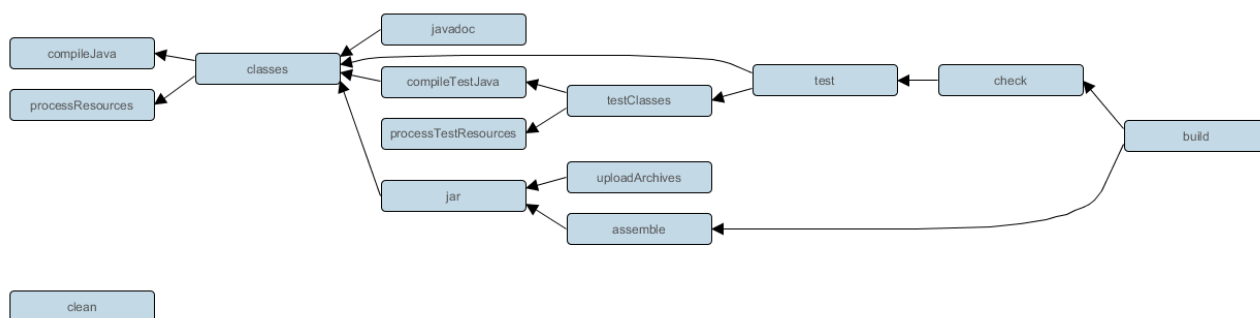 compileJava
processResources
classes
javadoc
compileTestJava
processTestResources
jar
testClasses
uploadArchives
assemble
test
check
build
clean